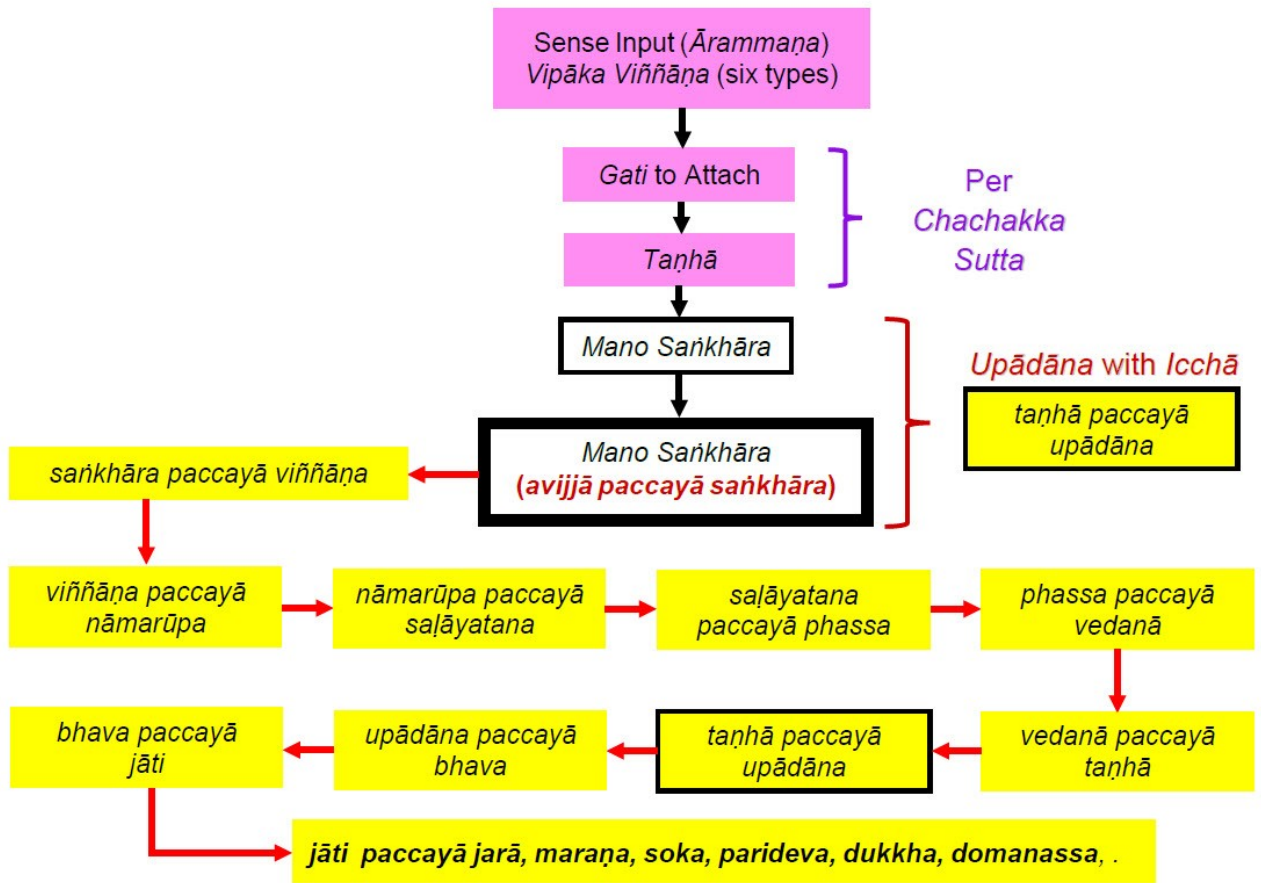 Sense Input (Ārammaṇa)
Vipāka Viññāṇa (six types)
Gati to Attach
Taṇhā
Per
Chachakka
Sutta
Mano Saṅkhāra
Mano Saṅkhāra
(avijjā paccayā saṅkhāra)
Upādāna with Icchā
taṇhā paccayā
upādāna
saṅkhāra paccayā viññāṇa
viññāṇa paccayā
nāmarūpa
nāmarūpa paccayā
saḷāyatana
saḷāyatana
paccayā phassa
phassa paccayā
vedanā
vedanā paccayā
taṇhā
taṇhā paccayā
upādāna
upādāna paccayā
bhava
bhava paccayā
jāti
jāti paccayā jarā, maraṇa, soka, parideva, dukkha, domanassa, .